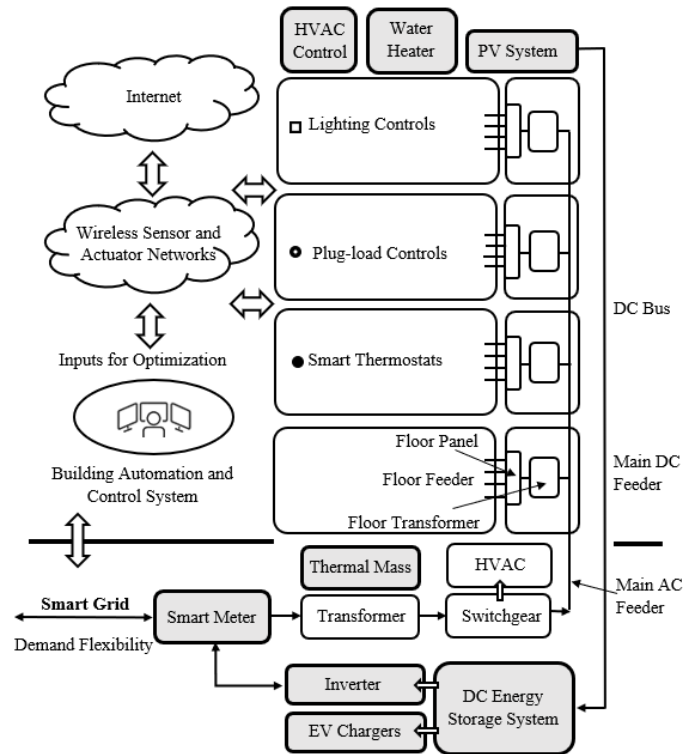 HVAC
Control
Water
Heater
PV System
Internet
Lighting Controls
Wireless Sensor and
Actuator Networks
Plug-load Controls
DC Bus
Inputs for Optimization
Smart Thermostats
Building Automation and
Control System
Floor Panel
Floor Feeder
Floor Transformer
Main DC
Feeder
Thermal Mass
HVAC
Main AC
Feeder
Smart Grid
Demand Flexibility
Smart Meter
Transformer
Switchgear
Inverter
EV Chargers
DC Energy
Storage System